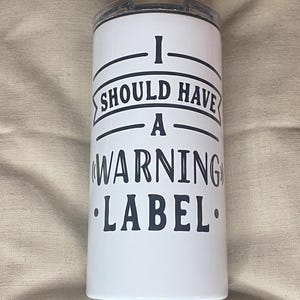 I
SHOULD HAVE
A
WARNING
• LABEL •